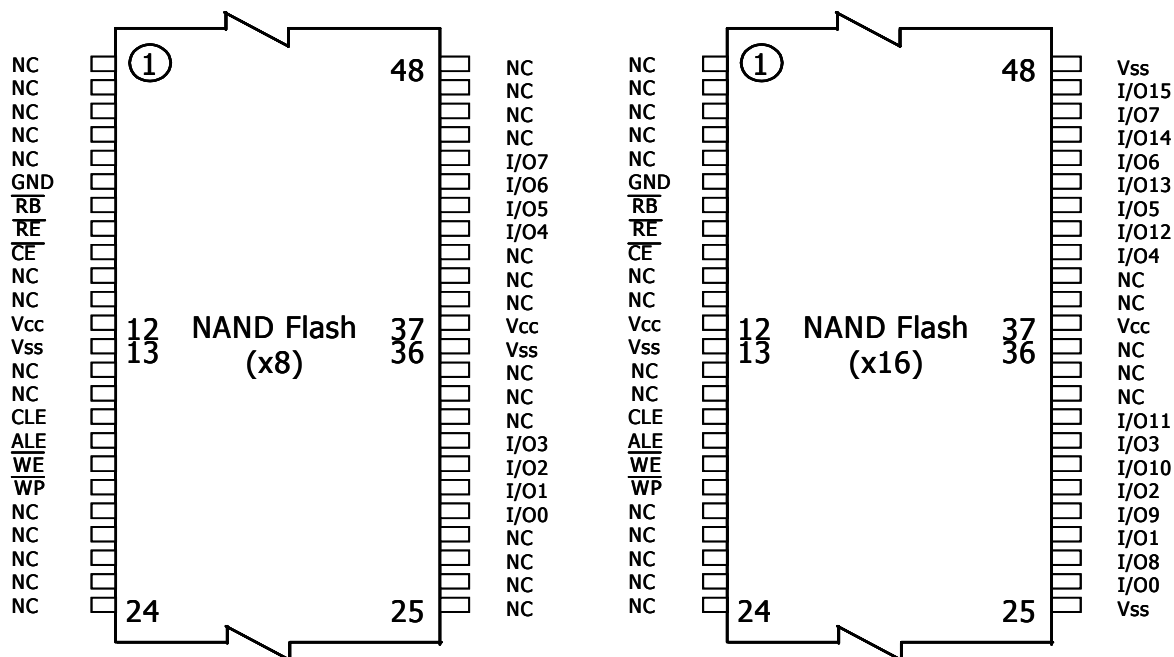 NC 1 48 NC
NC NC
NC NC
NC NC
NC I/O7
GND I/O6
RB I/O5
RE I/O4
CE NC
NC NC
NC NC
Vcc 12 NAND Flash 37 Vcc
Vss 13 (x8) 36 Vss
NC NC
NC NC
CLE NC
ALE I/O3
WE I/O2
WP I/O1
NC I/O0
NC NC
NC NC
NC NC
NC 24 25 NC
NC 1 48 Vss
NC I/O15
NC I/O7
NC I/O14
NC I/O6
GND I/O13
RB I/O5
RE I/O12
CE I/O4
NC NC
NC NC
Vcc 12 NAND Flash 37 Vcc
Vss 13 (x16) 36 NC
NC NC
NC NC
CLE I/O11
ALE I/O3
WE I/O10
WP I/O2
NC I/O9
NC I/O1
NC I/O8
NC I/O0
NC 24 25 Vss